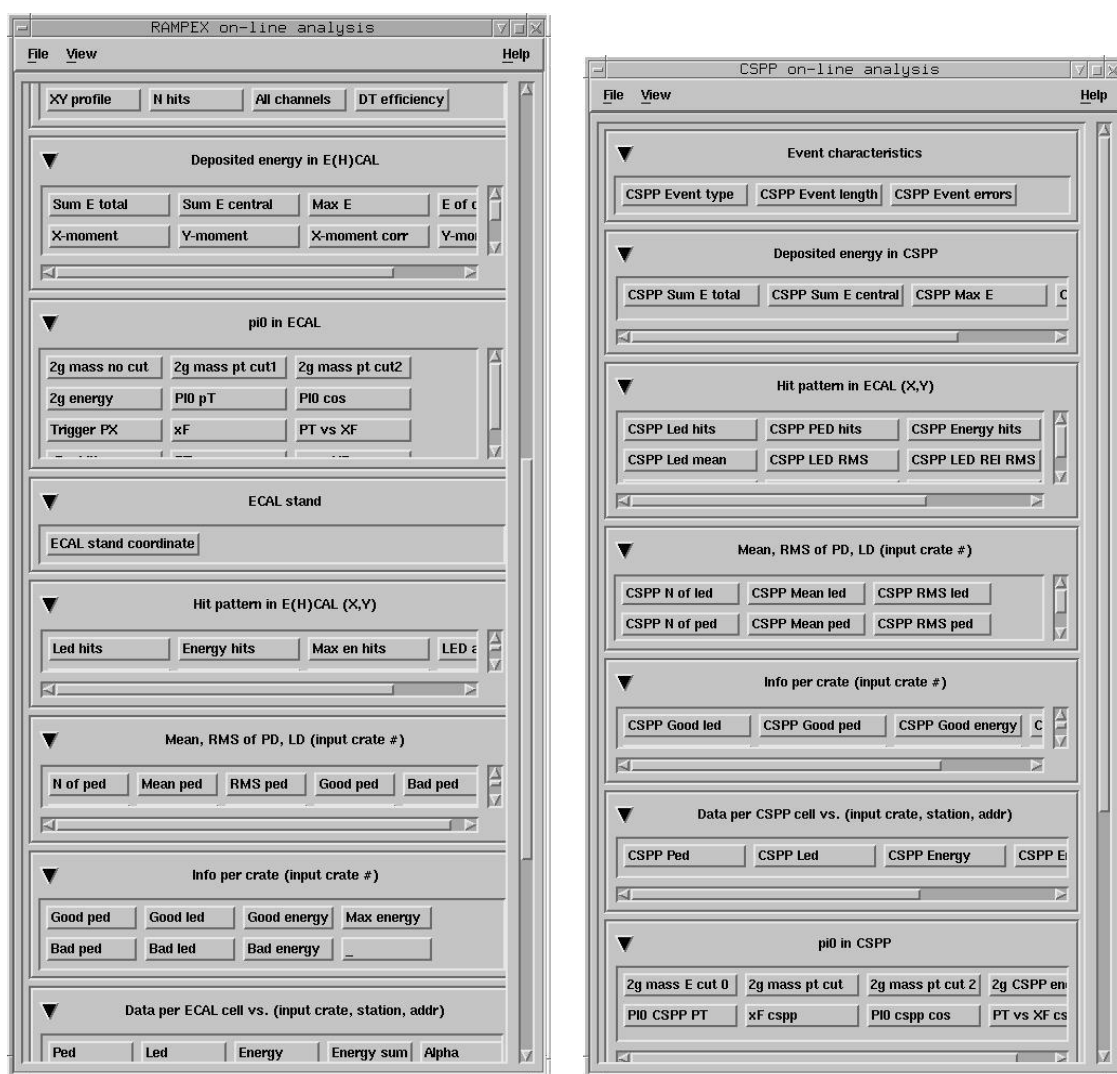 RAMPEX on-line analysis
File View Help
XY profile N hits All channels DT efficiency
Deposited energy in E(H)CAL
Sum E total Sum E central Max E E of
X-moment Y-moment X-moment corr
pi0 in ECAL
2g mass no cut 2g mass pt cut1 2g mass pt cut2
2g energy PI0 pT PI0 cos
Trigger PX xF PT vs XF
ECAL stand
ECAL stand coordinate
Hit pattern in E(H)CAL (X,Y)
Led hits Energy hits Max en hits LED
Mean, RMS of PD, LD (input crate #)
N of ped Mean ped RMS ped Good ped Bad ped
Info per crate (input crate #)
Good ped Good led Good energy Max energy
Bad ped Bad led Bad energy _
Data per ECAL cell vs. (input crate, station, addr)
Ped Led Energy Energy sum Alpha
CSPP on-line analysis
File View Help
Event characteristics
CSPP Event type CSPP Event length CSPP Event errors
Deposited energy in CSPP
CSPP Sum E total CSPP Sum E central CSPP Max E C
Hit pattern in ECAL (X,Y)
CSPP Led hits CSPP PED hits CSPP Energy hits
CSPP Led mean CSPP LED RMS CSPP LED REI RMS
Mean, RMS of PD, LD (input crate #)
CSPP N of led CSPP Mean led CSPP RMS led
CSPP N of ped CSPP Mean ped CSPP RMS ped
Info per crate (input crate #)
CSPP Good led CSPP Good ped CSPP Good energy C
Data per CSPP cell vs. (input crate, station, addr)
CSPP Ped CSPP Led CSPP Energy CSPP E
pi0 in CSPP
2g mass E cut 0 2g mass pt cut 2g mass pt cut 2 2g CSPP en
PI0 CSPP PT xF cspp PI0 cspp cos PT vs XF cs